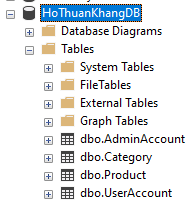 HoThuanKhangDB
Database Diagrams
Tables
System Tables
FileTables
External Tables
Graph Tables
dbo.AdminAccount
dbo.Category
dbo.Product
dbo.UserAccount